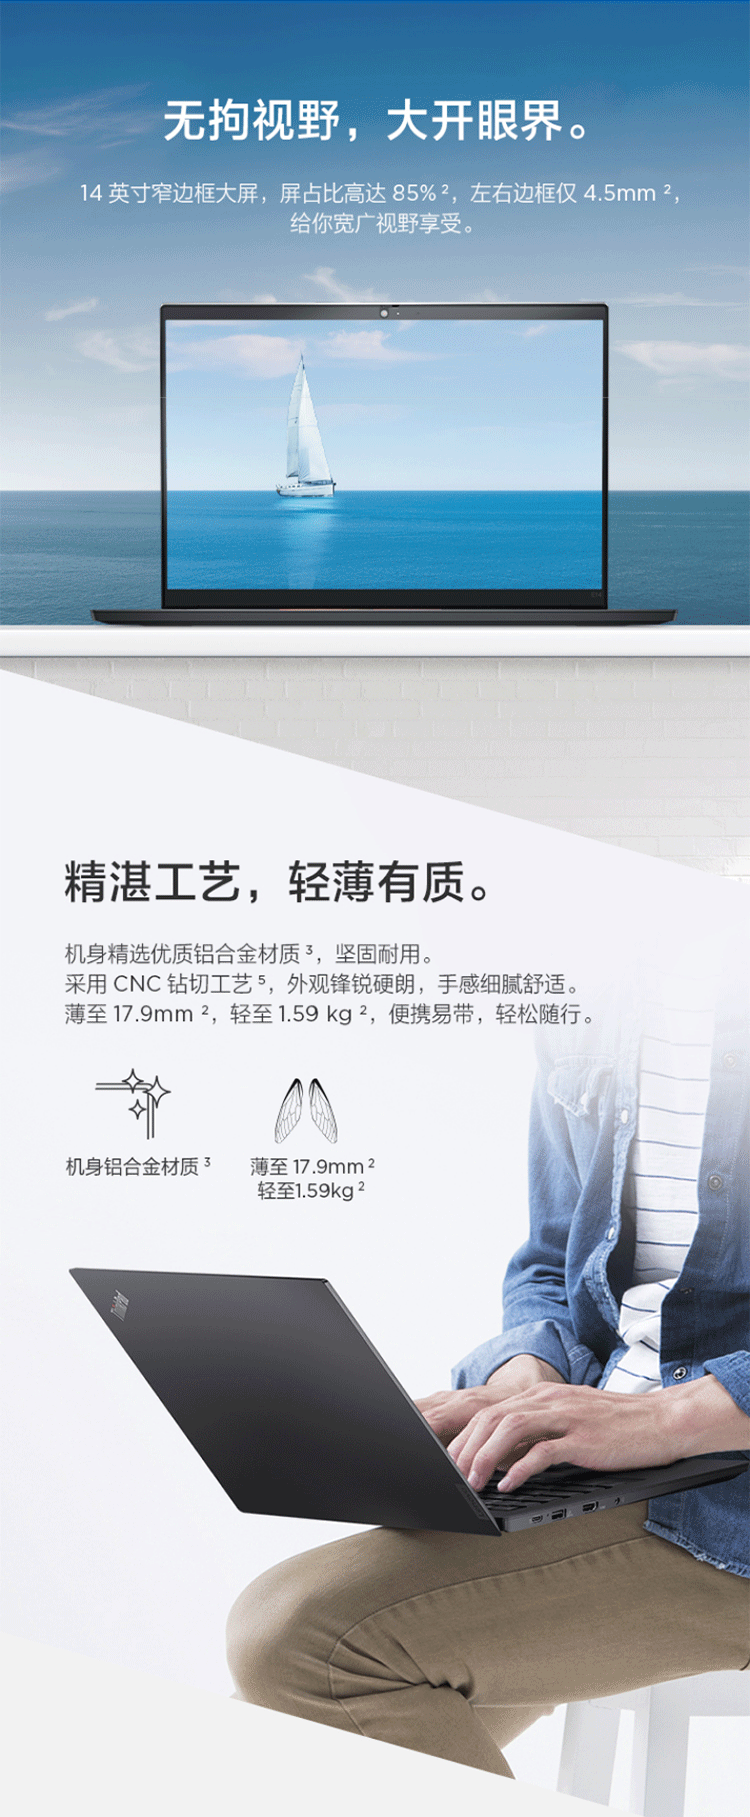 无拘视野，大开眼界。
14 英寸窄边框大屏，屏占比高达 85% ²，左右边框仅 4.5mm ²，
给你宽广视野享受。
E14
精湛工艺，轻薄有质。
机身精选优质铝合金材质 ³，坚固耐用。
采用 CNC 钻切工艺 ⁵，外观锋锐硬朗，手感细腻舒适。
薄至 17.9mm ²，轻至 1.59 kg ²，便携易带，轻松随行。
机身铝合金材质 ³
薄至 17.9mm ²
轻至1.59kg ²
ThinkPad